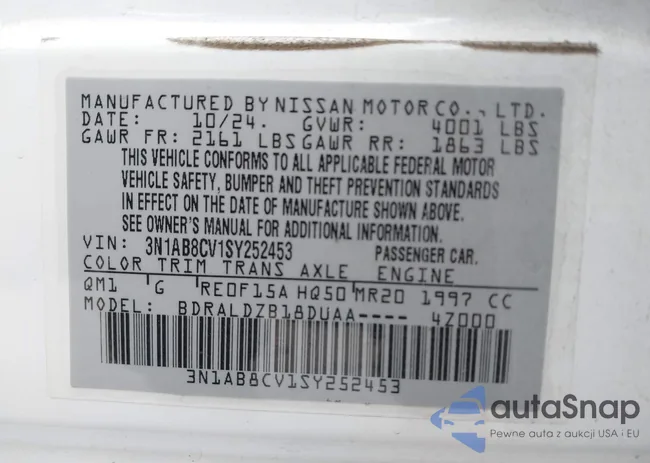 MANUFACTURED BY NISSAN MOTOR CO., LTD.
DATE: 10/24. GVWR: 4001 LBS
GAWR FR: 2161 LBS GAWR RR: 1863 LBS
THIS VEHICLE CONFORMS TO ALL APPLICABLE FEDERAL MOTOR
VEHICLE SAFETY, BUMPER AND THEFT PREVENTION STANDARDS
IN EFFECT ON THE DATE OF MANUFACTURE SHOWN ABOVE.
SEE OWNER'S MANUAL FOR ADDITIONAL INFORMATION.
VIN: 3N1AB8CV1SY252453 PASSENGER CAR.
COLOR TRIM TRANS AXLE ENGINE
QM1 G RE0F15A HQ50 MR20 1997 CC
MODEL: BDRALDZB18DUAA---- 4Z000
3N1AB8CV1SY252453
autaSnap
Pewne auta z aukcji USA i EU